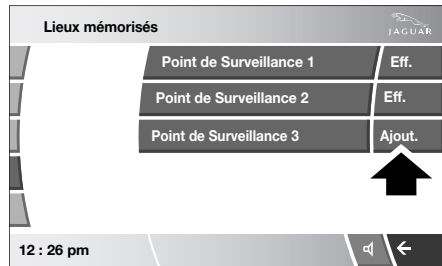 Lieux mémorisés
JAGUAR
Point de Surveillance 1 Eff.
Point de Surveillance 2 Eff.
Point de Surveillance 3 Ajout.
12 : 26 pm